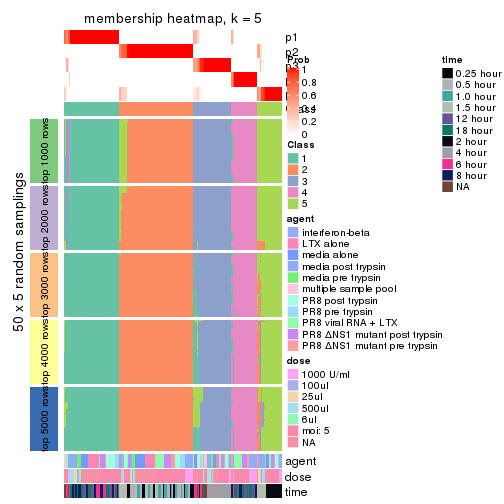 membership heatmap, k = 5
p1
p2
p3
Prob
1
0.8
0.6
0.4
0.2
Class
1
2
3
4
5
agent
interferon-beta
LTX alone
media alone
media post trypsin
media pre trypsin
multiple sample pool
PR8 post trypsin
PR8 pre trypsin
PR8 viral RNA + LTX
PR8 ΔNS1 mutant post trypsin
PR8 ΔNS1 mutant pre trypsin
dose
1000 U/ml
100ul
25ul
500ul
6ul
moi: 5
NA
time
0.25 hour
0.5 hour
1.0 hour
1.5 hour
12 hour
18 hour
2 hour
4 hour
6 hour
8 hour
NA
50 x 5 random samplings
top 1000 rows
top 2000 rows
top 3000 rows
top 4000 rows
top 5000 rows
agent
dose
time